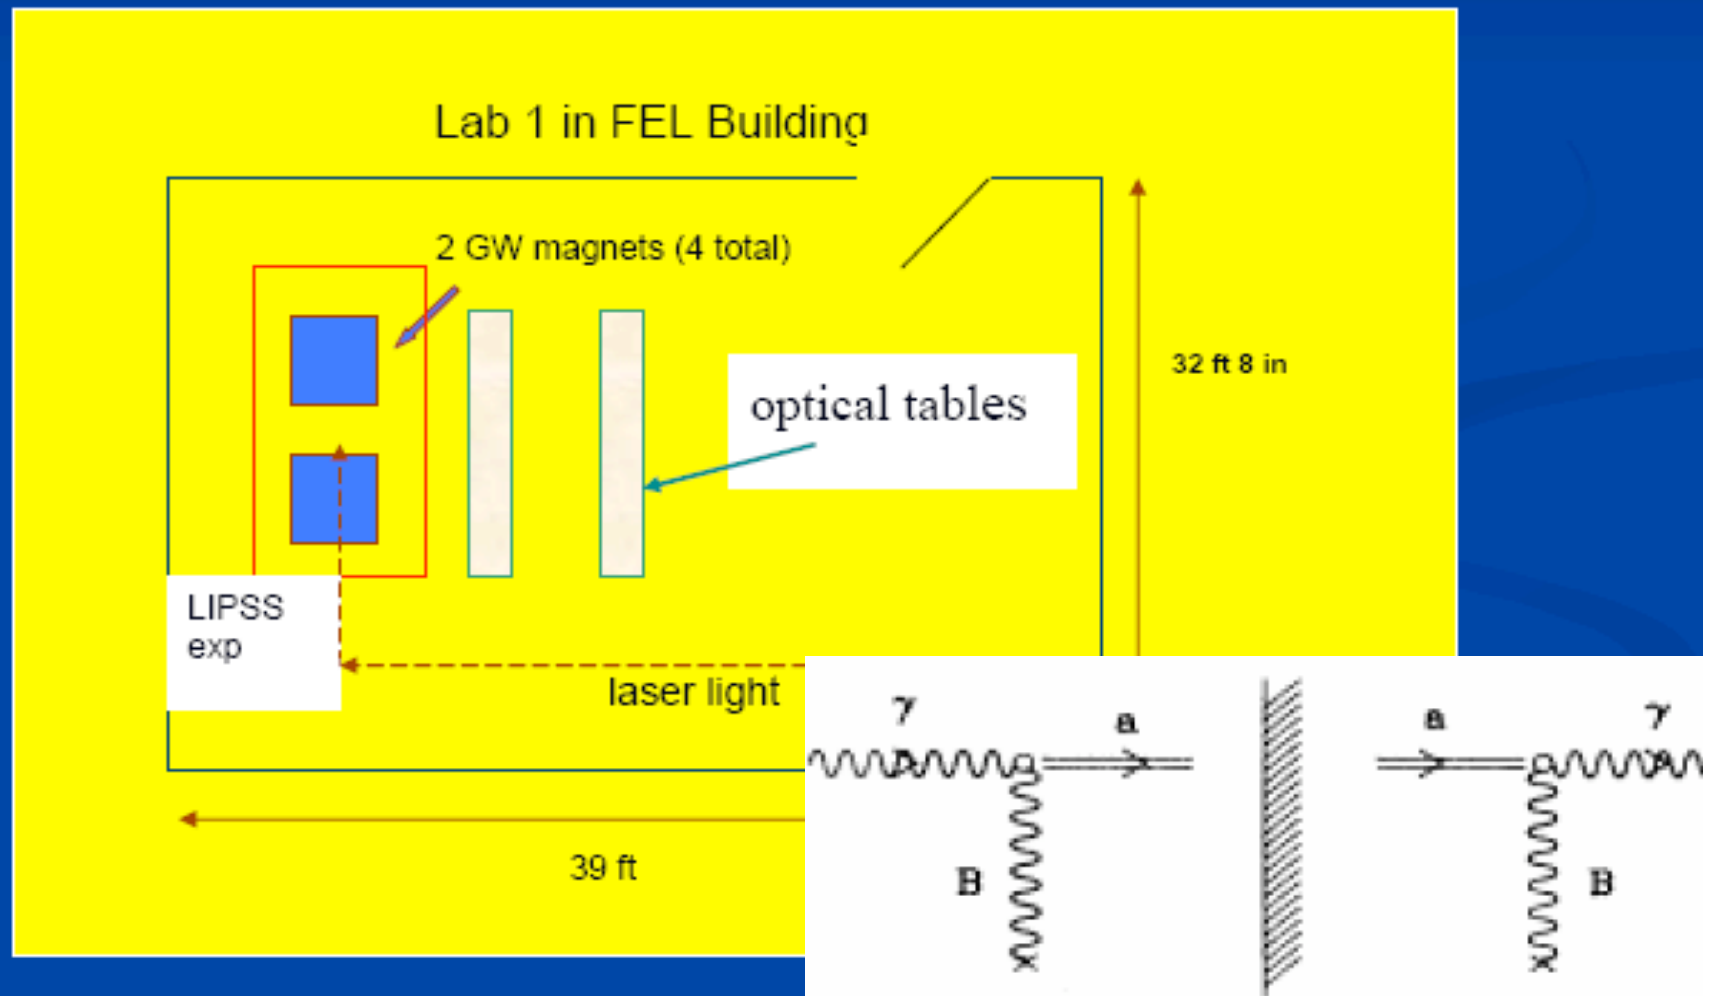 Lab 1 in FEL Building
2 GW magnets (4 total)
32 ft 8 in
optical tables
LIPSS
exp
laser light
39 ft
γ a a γ
B B